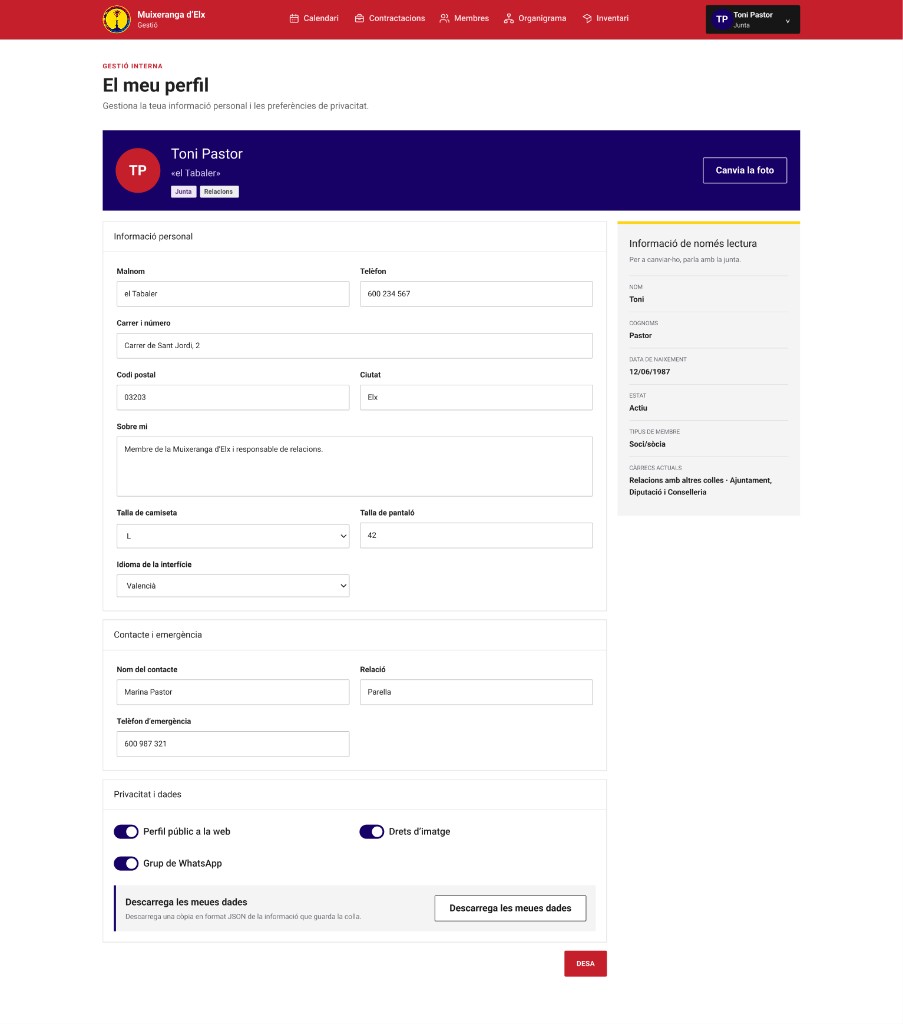 Muixeranga d'Elx
Gestió
Calendari
Contractacions
Membres
Organigrama
Inventari
TP
Toni Pastor
Junta
GESTIÓ INTERNA
El meu perfil
Gestiona la teua informació personal i les preferències de privacitat.
TP
Toni Pastor
«el Tabaler»
Junta
Relacions
Canvia la foto
Informació personal
Malnom
Telèfon
el Tabaler
600 234 567
Carrer i número
Carrer de Sant Jordi, 2
Codi postal
Ciutat
03203
Elx
Sobre mi
Membre de la Muixeranga d'Elx i responsable de relacions.
Talla de camiseta
Talla de pantaló
L
42
Idioma de la interfície
Valencià
Contacte i emergència
Nom del contacte
Relació
Marina Pastor
Parella
Telèfon d'emergència
600 987 321
Privacitat i dades
Perfil públic a la web
Drets d'imatge
Grup de WhatsApp
Descarrega les meues dades
Descarrega una còpia en format JSON de la informació que guarda la colla.
Descarrega les meues dades
DESA
Informació de només lectura
Per a canviar-ho, parla amb la junta.
NOM
Toni
COGNOMS
Pastor
DATA DE NAIXEMENT
12/06/1987
ESTAT
Actiu
TIPUS DE MEMBRE
Soci/sòcia
CÀRRECS ACTUALS
Relacions amb altres colles · Ajuntament,
Diputació i Conselleria